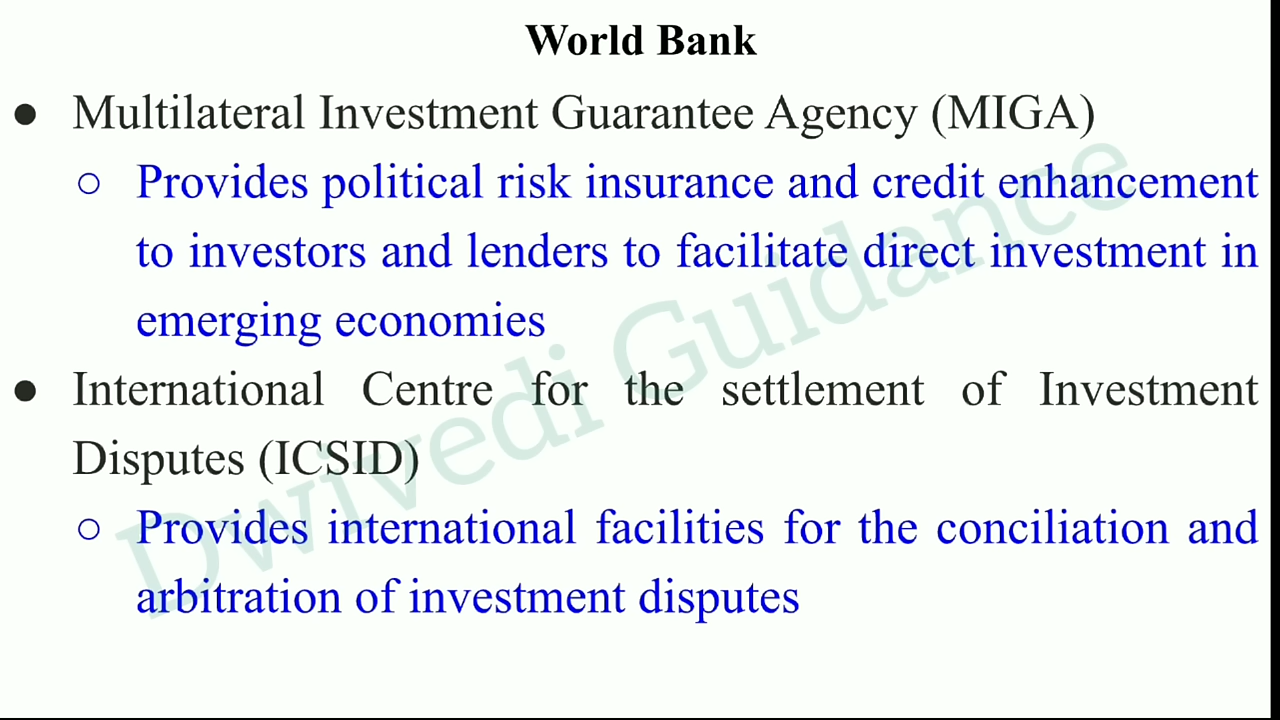 World Bank
● Multilateral Investment Guarantee Agency (MIGA)
○ Provides political risk insurance and credit enhancement
to investors and lenders to facilitate direct investment in
emerging economies
● International Centre for the settlement of Investment
Disputes (ICSID)
○ Provides international facilities for the conciliation and
arbitration of investment disputes
Dwivedi Guidance